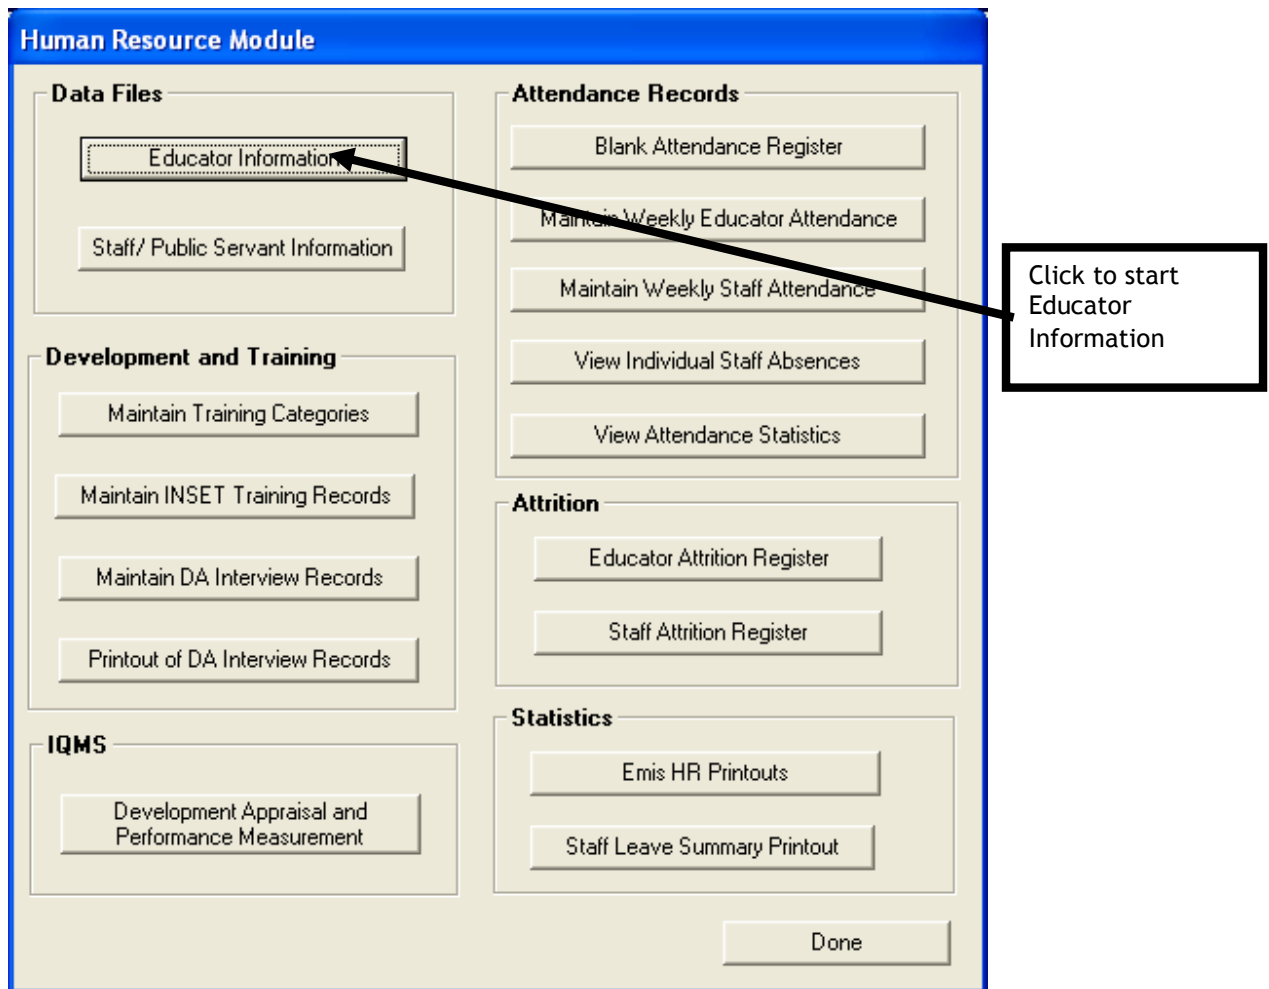 Human Resource Module
Data Files
Educator Information
Staff/ Public Servant Information
Development and Training
Maintain Training Categories
Maintain INSET Training Records
Maintain DA Interview Records
Printout of DA Interview Records
IQMS
Development Appraisal and
Performance Measurement
Attendance Records
Blank Attendance Register
Maintain Weekly Educator Attendance
Maintain Weekly Staff Attendance
View Individual Staff Absences
View Attendance Statistics
Attrition
Educator Attrition Register
Staff Attrition Register
Statistics
Emis HR Printouts
Staff Leave Summary Printout
Done
Click to start
Educator
Information